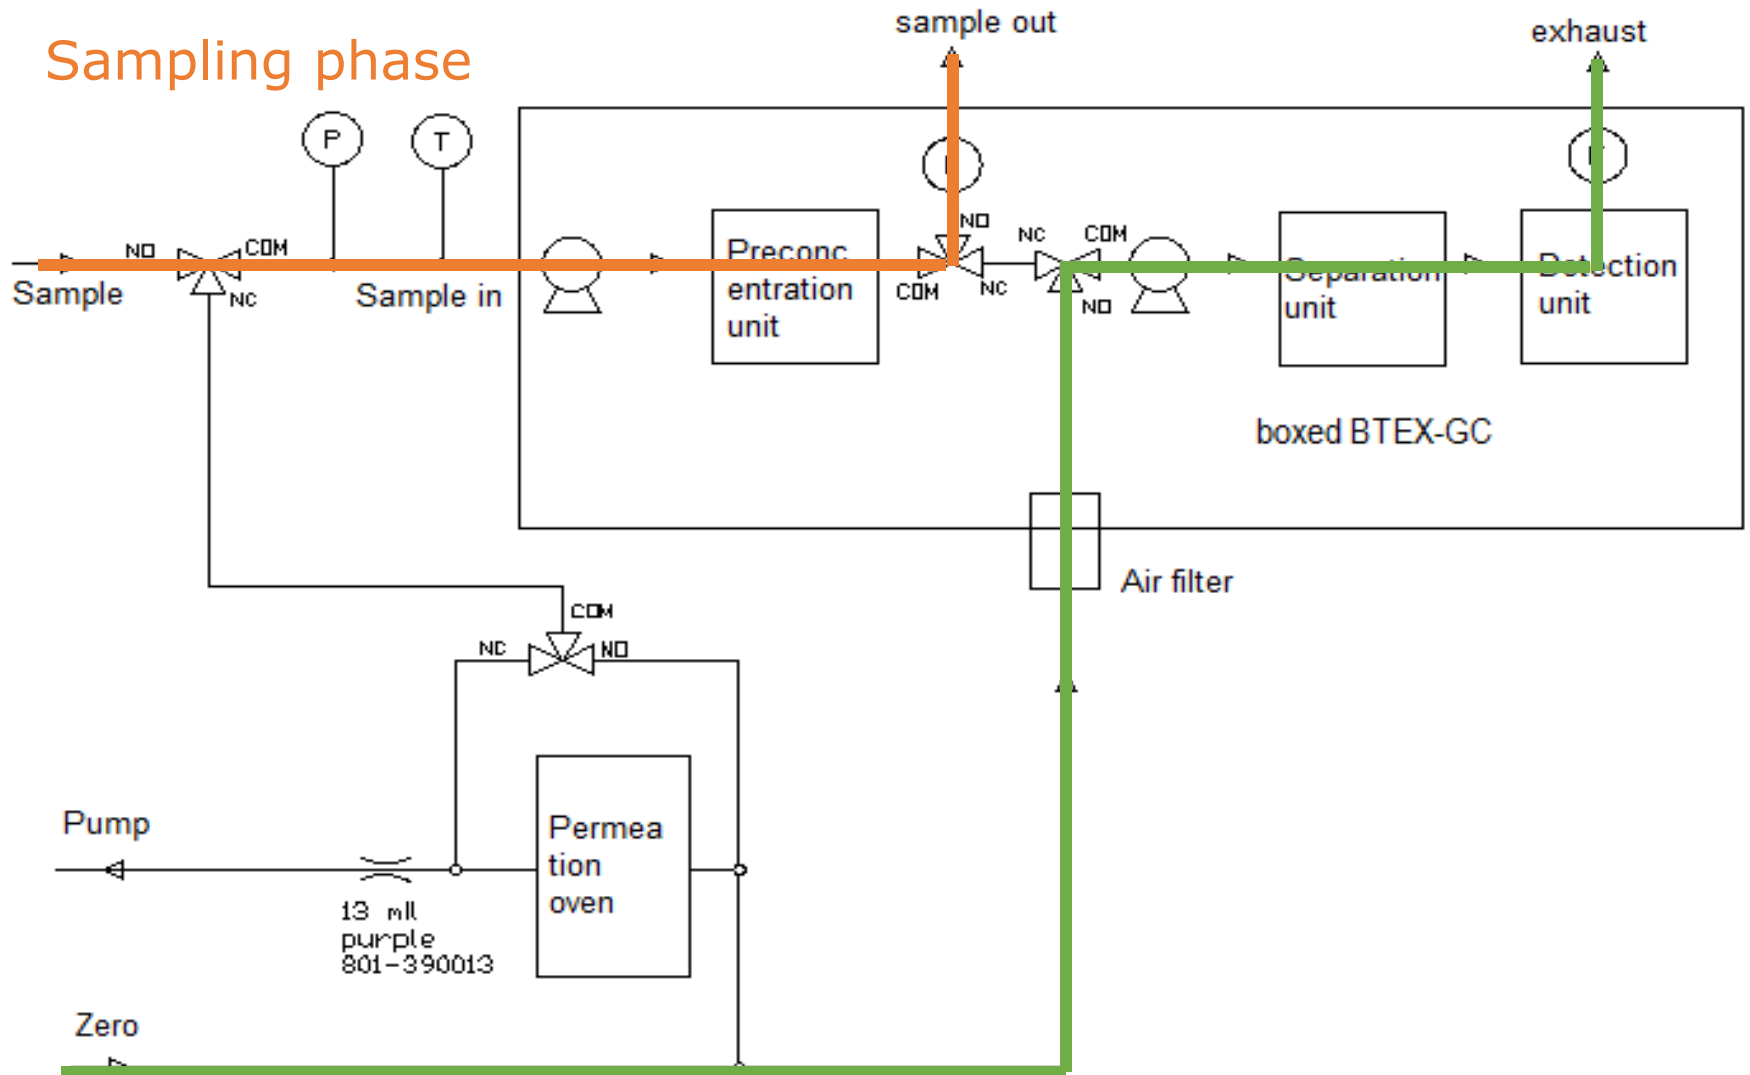 sample out
exhaust
Sampling phase
P
T
NO
COM
NC
Sample
Sample in
Preconc
entration
unit
NO
COM
NC
NC
COM
NO
Separation
unit
Detection
unit
boxed BTEX-GC
Air filter
COM
NC
NO
Pump
Permea
tion
oven
13 mll
purple
801-390013
Zero